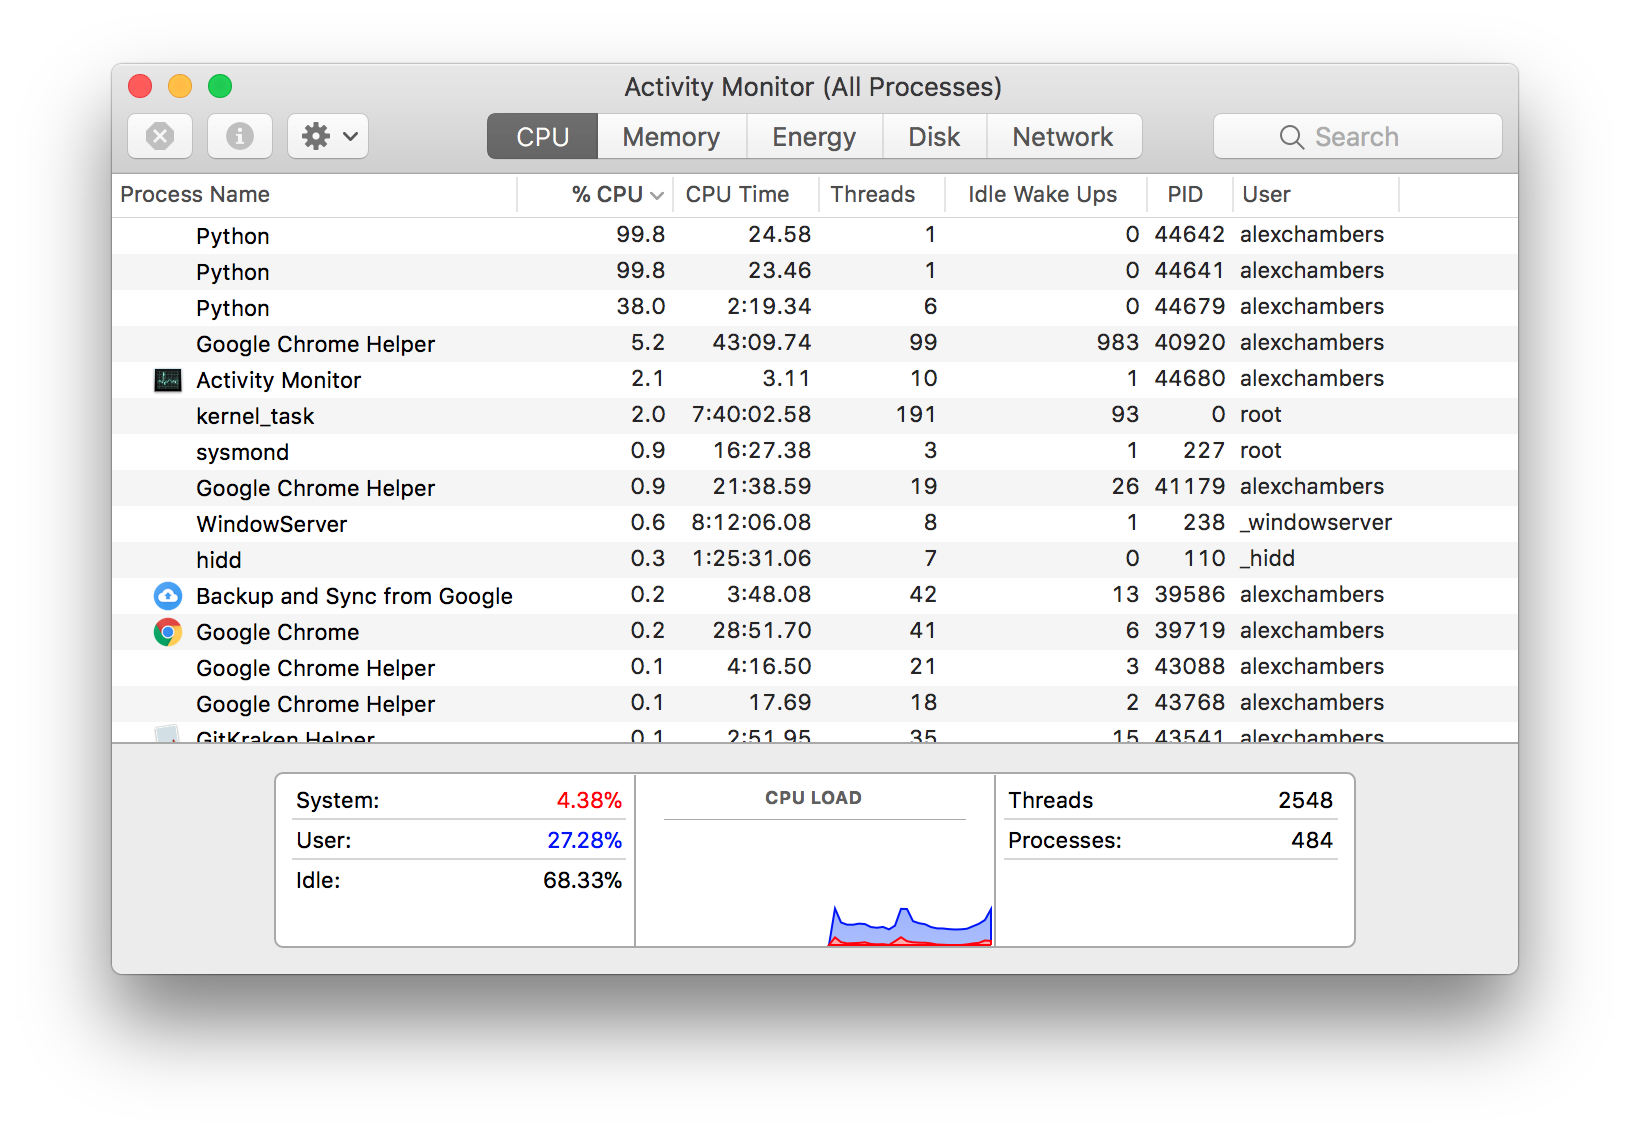 Activity Monitor (All Processes)
CPU Memory Energy Disk Network Search
Process Name % CPU CPU Time Threads Idle Wake Ups PID User
Python 99.8 24.58 1 0 44642 alexchambers
Python 99.8 23.46 1 0 44641 alexchambers
Python 38.0 2:19.34 6 0 44679 alexchambers
Google Chrome Helper 5.2 43:09.74 99 983 40920 alexchambers
Activity Monitor 2.1 3.11 10 1 44680 alexchambers
kernel_task 2.0 7:40:02.58 191 93 0 root
sysmond 0.9 16:27.38 3 1 227 root
Google Chrome Helper 0.9 21:38.59 19 26 41179 alexchambers
WindowServer 0.6 8:12:06.08 8 1 238 _windowserver
hidd 0.3 1:25:31.06 7 0 110 _hidd
Backup and Sync from Google 0.2 3:48.08 42 13 39586 alexchambers
Google Chrome 0.2 28:51.70 41 6 39719 alexchambers
Google Chrome Helper 0.1 4:16.50 21 3 43088 alexchambers
Google Chrome Helper 0.1 17.69 18 2 43768 alexchambers
GitKraken Helper 0.1 2:51.95 35 15 43541 alexchambers
System: 4.38% CPU LOAD Threads 2548
User: 27.28% Processes: 484
Idle: 68.33%